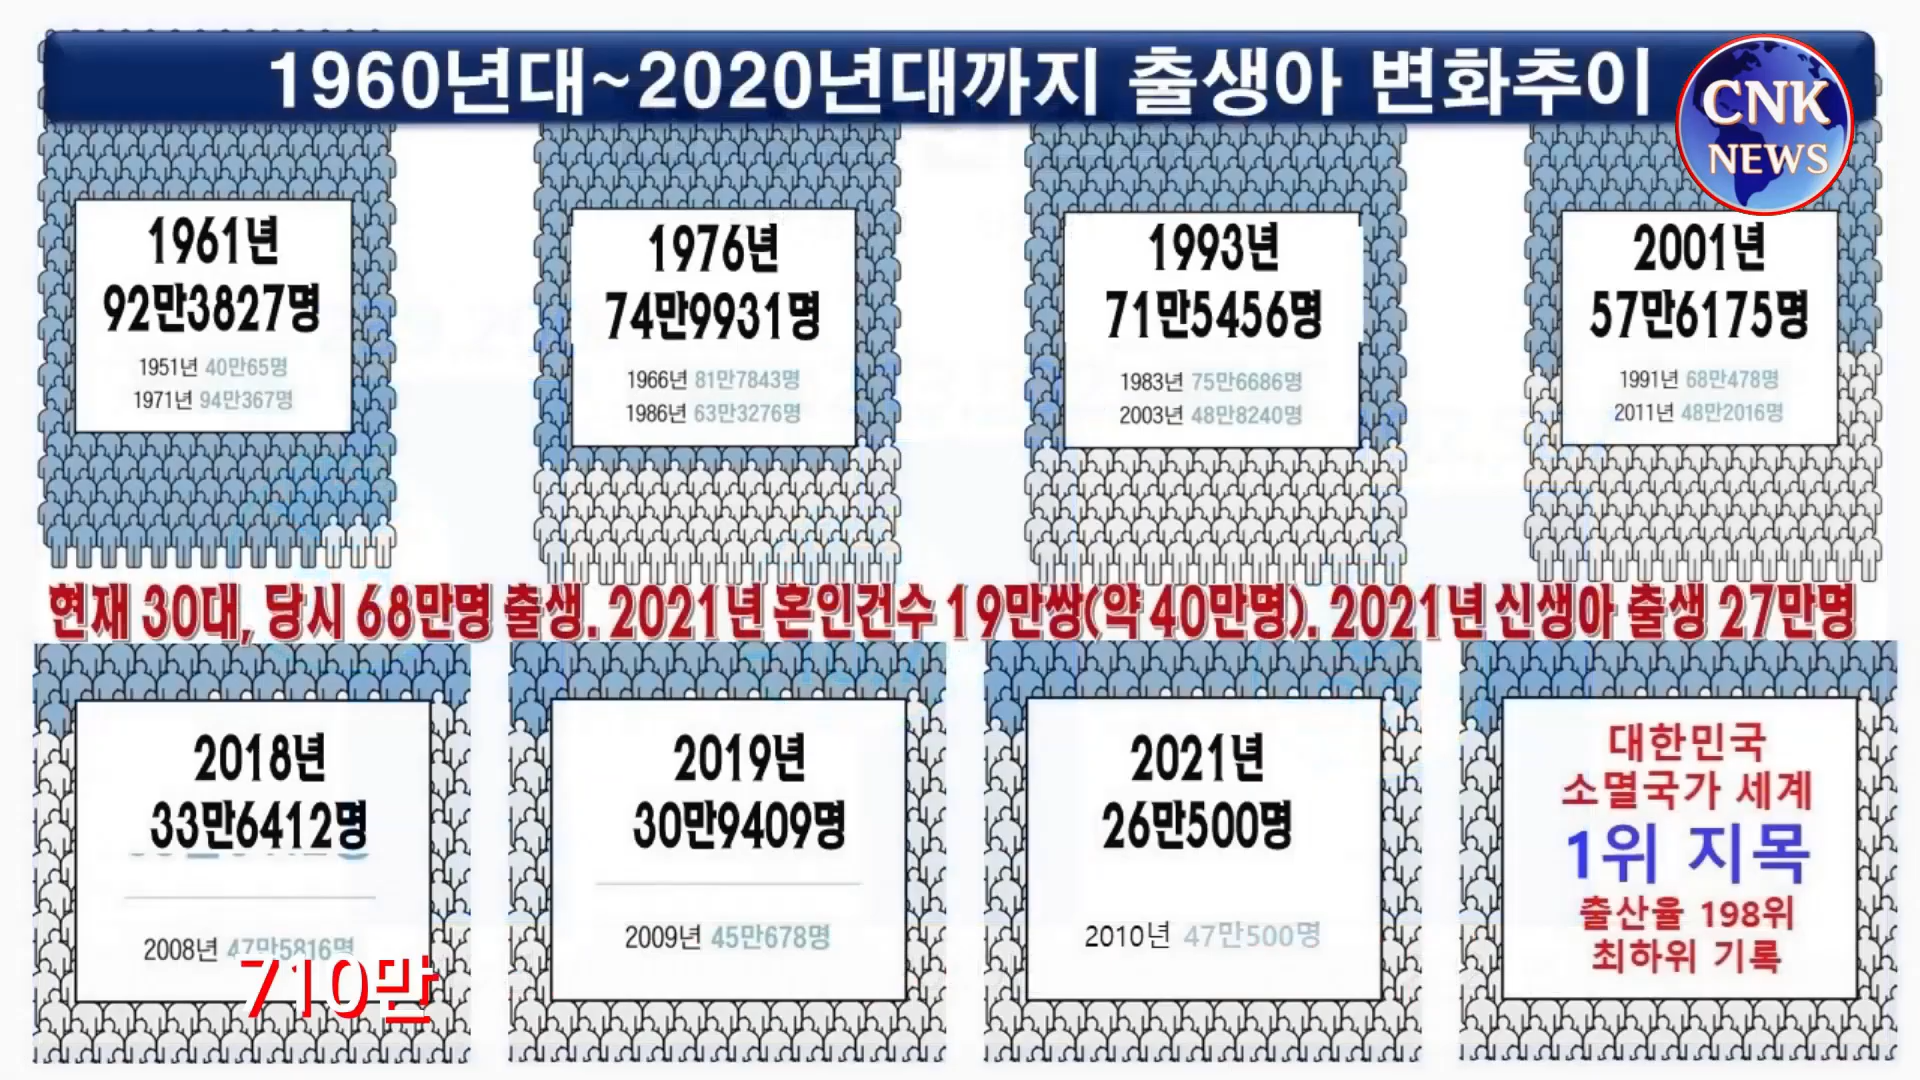 1960년대~2020년대까지 출생아 변화추이
CNK
NEWS
1961년
92만3827명
1951년 40만65명
1971년 94만367명
1976년
74만9931명
1966년 81만7843명
1986년 63만3276명
1993년
71만5456명
1983년 75만6686명
2003년 48만8240명
2001년
57만6175명
1991년 68만478명
2011년 48만2016명
현재 30대, 당시 68만명 출생. 2021년 혼인건수 19만쌍(약 40만명). 2021년 신생아 출생 27만명
2018년
33만6412명
2008년 47만5816명
710만
2019년
30만9409명
2009년 45만678명
2021년
26만500명
2010년 47만500명
대한민국
소멸국가 세계
1위 지목
출산율 198위
최하위 기록